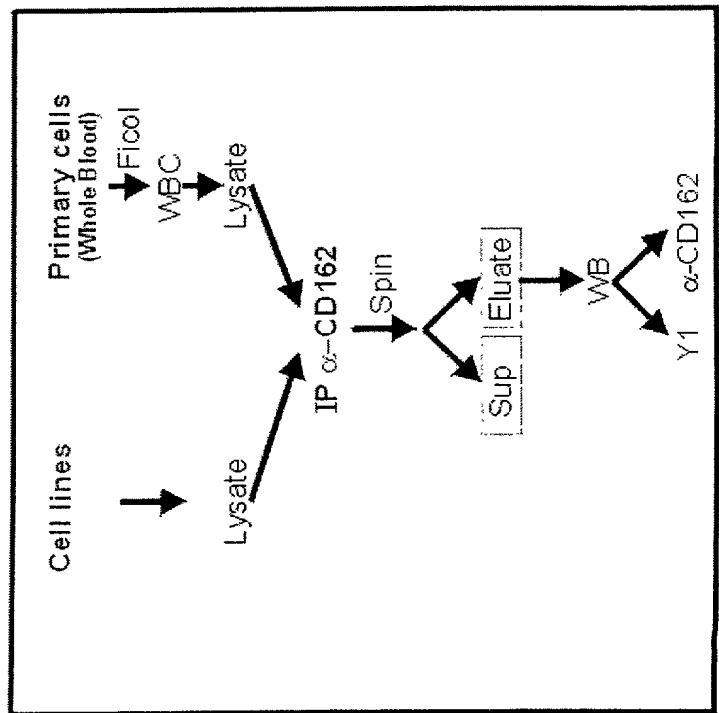 Cell lines
Lysate
Primary cells
(Whole Blood)
Ficol
WBC
Lysate
IP α-CD162
Spin
Sup
Eluate
WB
Y1
α-CD162